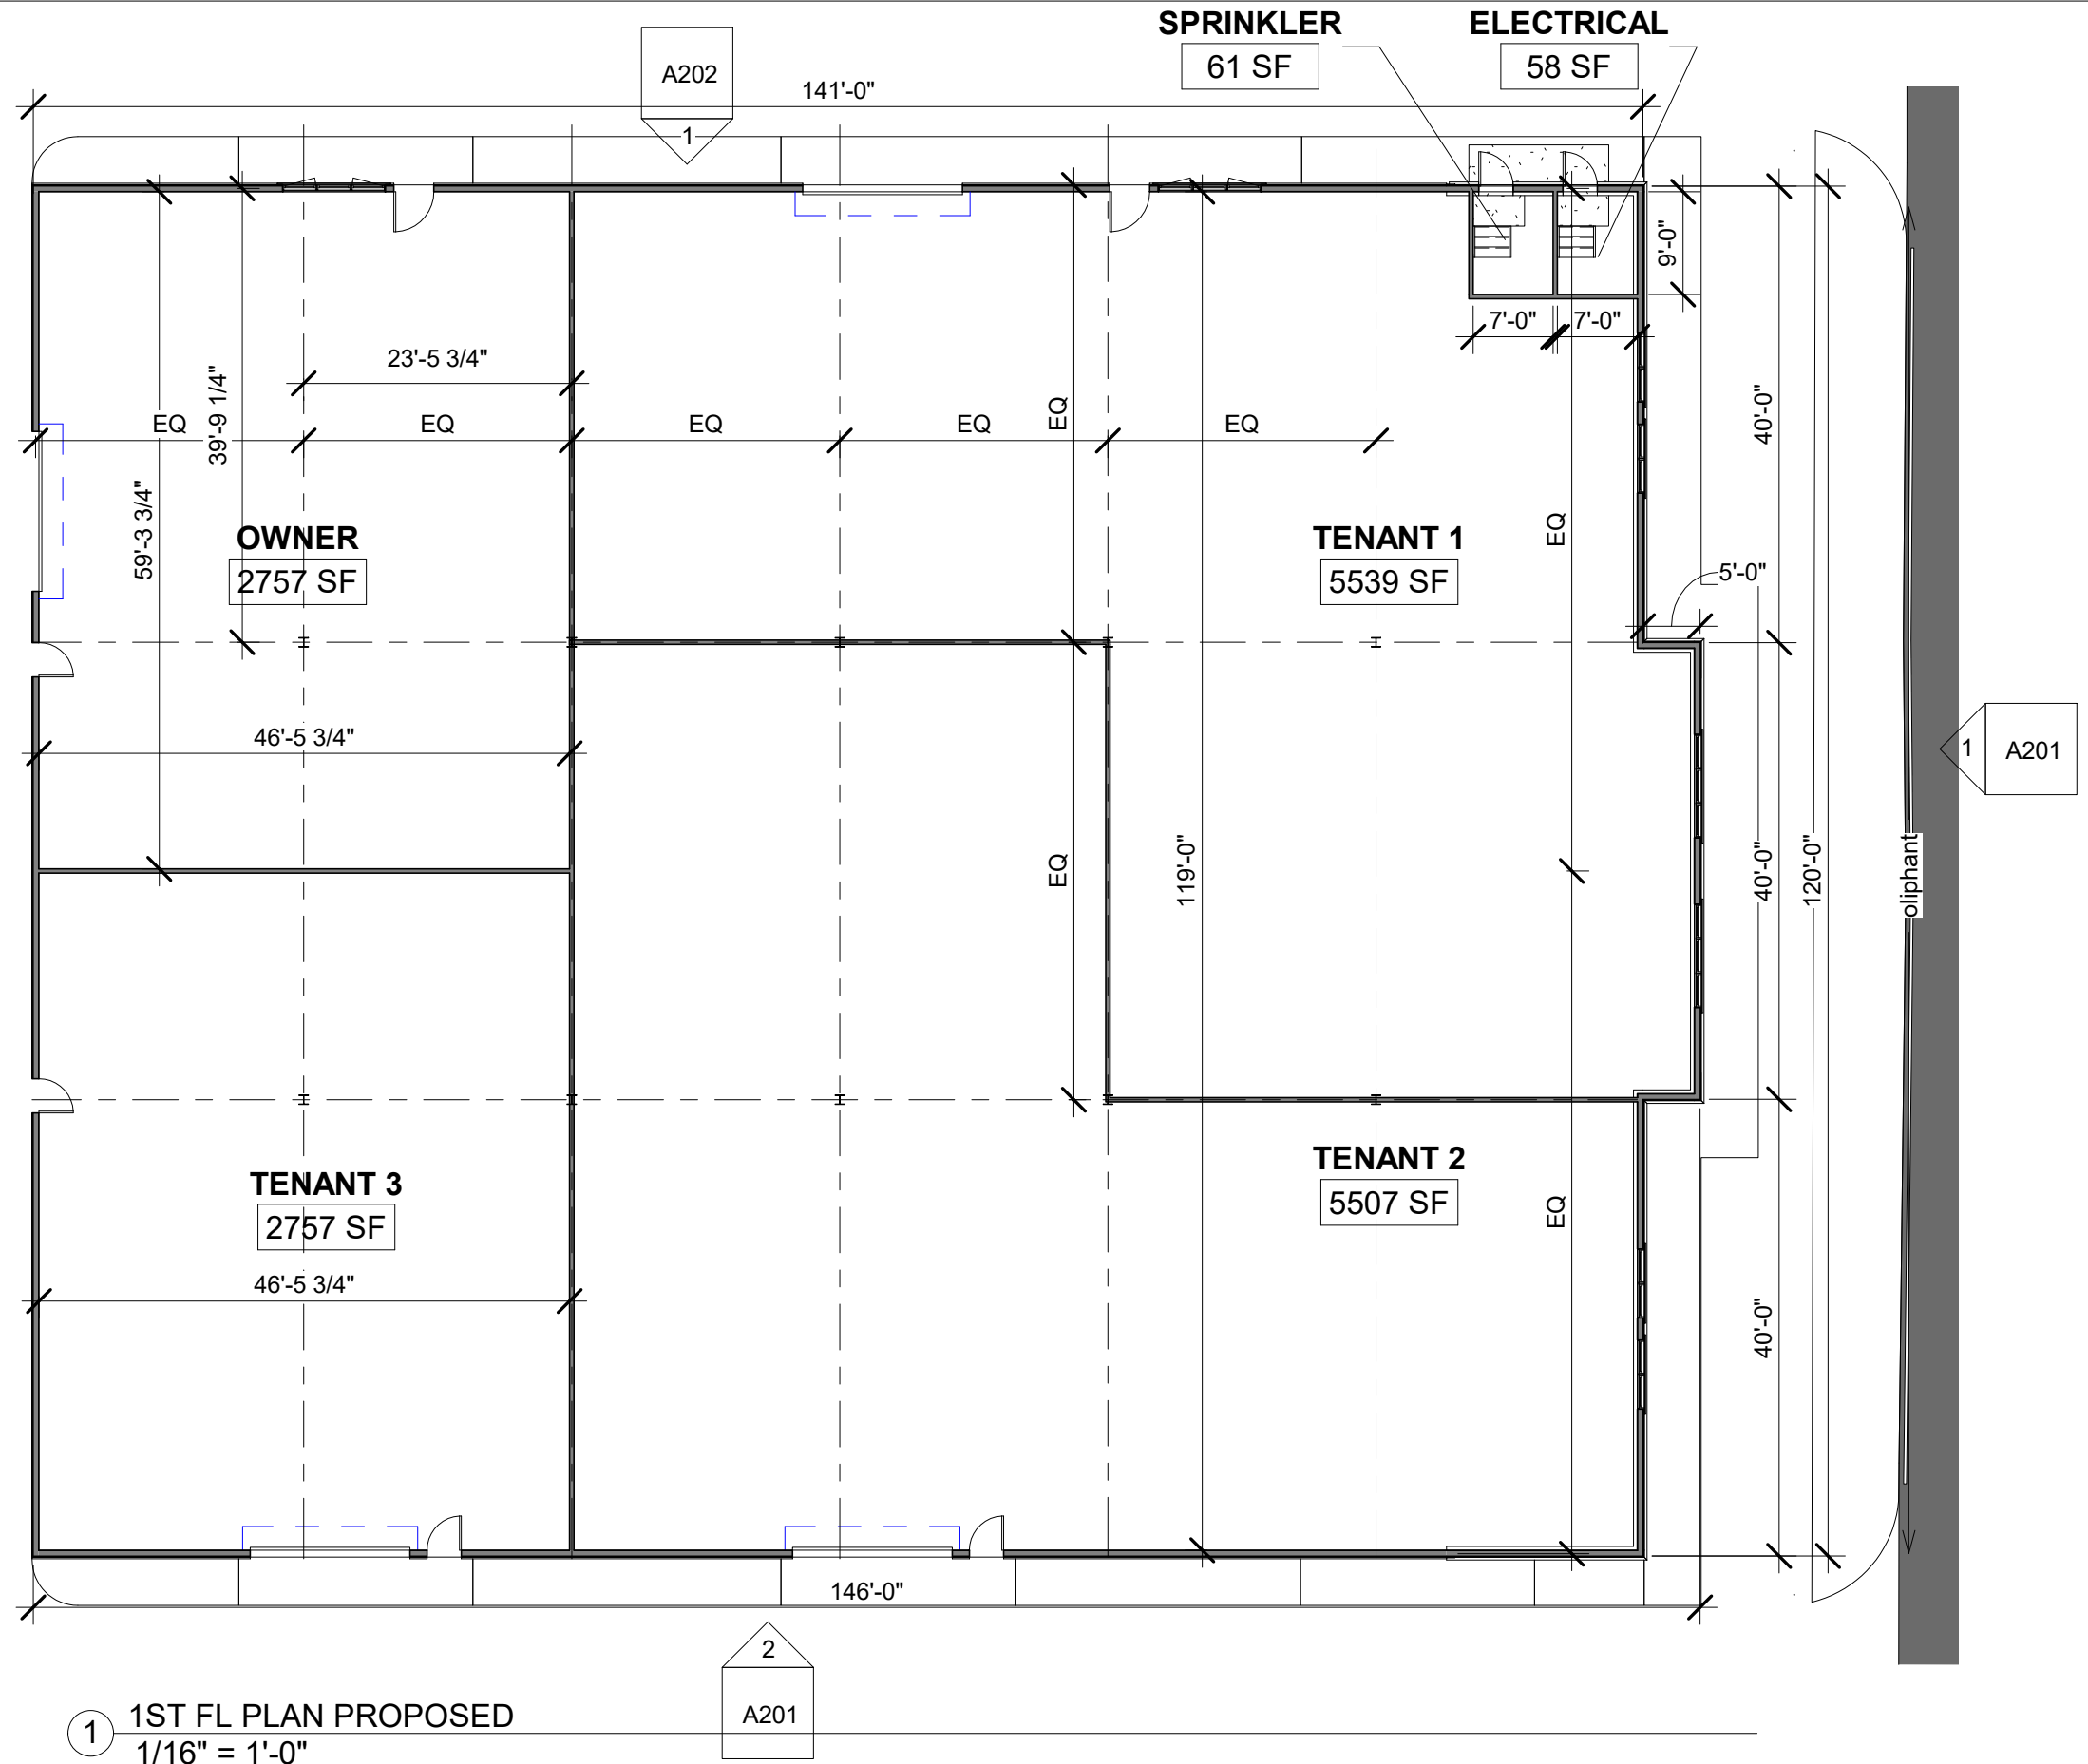 SPRINKLER
61 SF
ELECTRICAL
58 SF
A202
1
141'-0"
9'-0"
7'-0"
7'-0"
23'-5 3/4"
39'-9 1/4"
EQ
EQ
EQ
EQ
EQ
EQ
40'-0"
59'-3 3/4"
OWNER
2757 SF
EQ
TENANT 1
5539 SF
5'-0"
46'-5 3/4"
1
A201
EQ
119'-0"
40'-0"
120'-0"
oliphant
TENANT 3
2757 SF
TENANT 2
5507 SF
EQ
46'-5 3/4"
40'-0"
146'-0"
2
A201
1
1ST FL PLAN PROPOSED
1/16" = 1'-0"